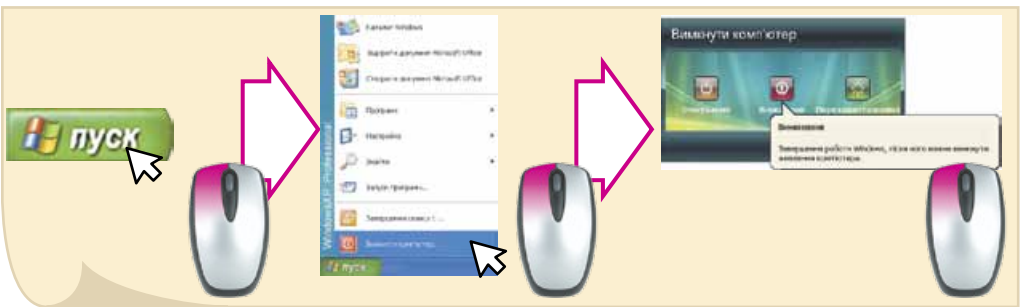 пуск
Каталог Windows
Відкрити документ Microsoft Office
Створити документ Microsoft Office
Програми
Настройка
Знайти
Запуск програми...
Завершення сеансу
Вимкнути комп'ютер...
WindowsXP Professional
пуск
Вимкнути комп'ютер
Очікування
Вимкнення
Перезавантаження
Вимкнення
Завершення роботи Windows, після чого можна вимкнути
живлення комп'ютера.